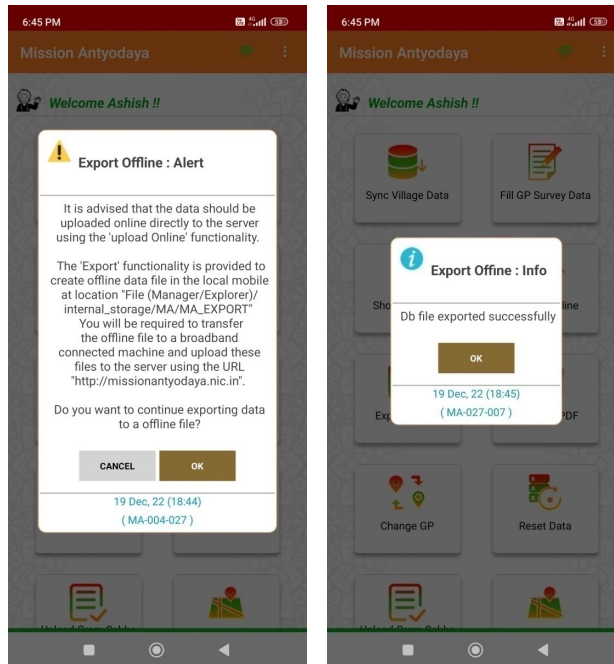 6:45 PM
4G
Mission Antyodaya
Welcome Ashish !!
Export Offline : Alert
It is advised that the data should be
uploaded online directly to the server
using the 'upload Online' functionality.
The 'Export' functionality is provided to
create offline data file in the local mobile
at location "File (Manager/Explorer)/
internal_storage/MA/MA_EXPORT"
You will be required to transfer
the offline file to a broadband
connected machine and upload these
files to the server using the URL
"http://missionantyodaya.nic.in".
Do you want to continue exporting data
to a offline file?
CANCEL OK
19 Dec, 22 (18:44)
( MA-004-027 )
6:45 PM
4G
Mission Antyodaya
Welcome Ashish !!
Sync Village Data Fill GP Survey Data
Export Offine : Info
Sho line
Db file exported successfully
OK
19 Dec, 22 (18:45)
Exp PDF
( MA-027-007 )
Change GP Reset Data